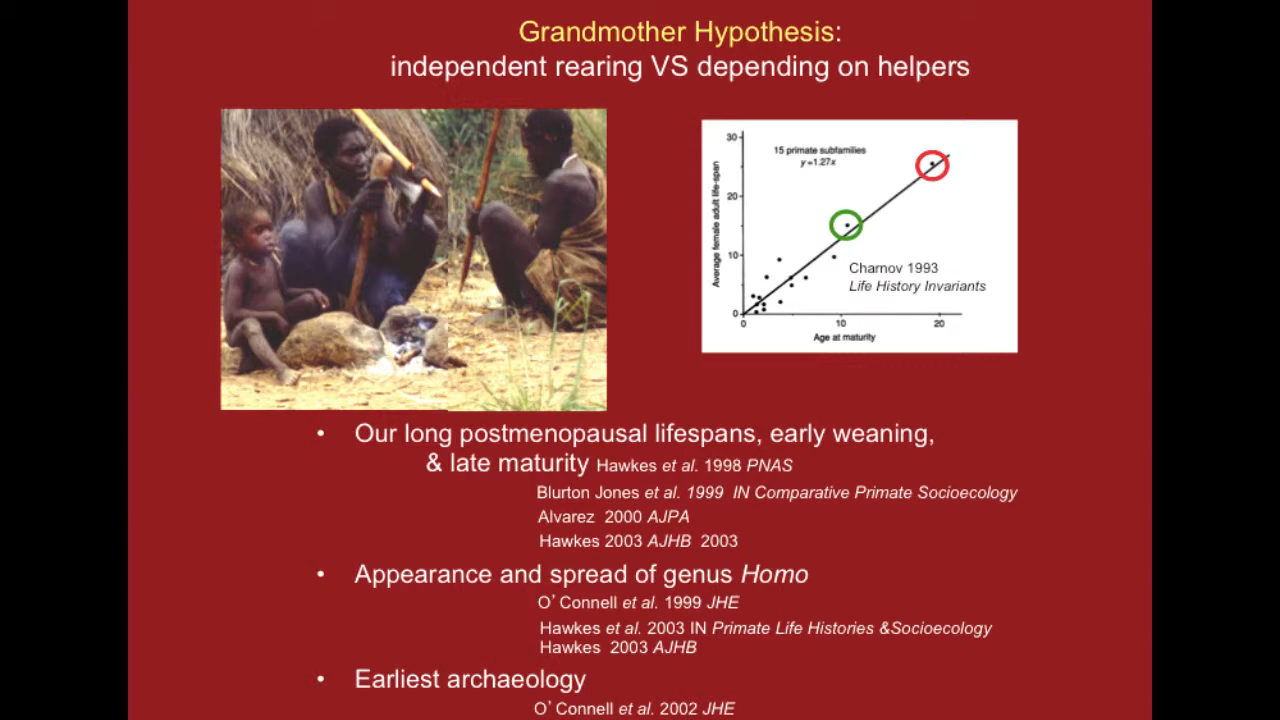 Grandmother Hypothesis:
independent rearing VS depending on helpers
30
15 primate subfamilies
y=1.27x
20
10
0
Average female adult life-span
Charnov 1993
Life History Invariants
0
10
20
Age at maturity
• Our long postmenopausal lifespans, early weaning,
& late maturity Hawkes et al. 1998 PNAS
Blurton Jones et al. 1999 IN Comparative Primate Socioecology
Alvarez 2000 AJPA
Hawkes 2003 AJHB 2003
• Appearance and spread of genus Homo
O’ Connell et al. 1999 JHE
Hawkes et al. 2003 IN Primate Life Histories &Socioecology
Hawkes 2003 AJHB
• Earliest archaeology
O’ Connell et al. 2002 JHE